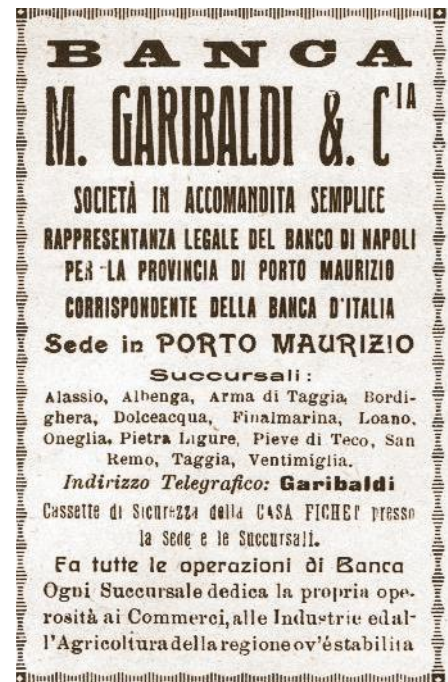 BANCA
M. GARIBALDI &. C IA
SOCIETÀ IN ACCOMANDITA SEMPLICE
RAPPRESENTANZA LEGALE DEL BANCO DI NAPOLI
PER LA PROVINCIA DI PORTO MAURIZIO
CORRISPONDENTE DELLA BANCA D'ITALIA
Sede in PORTO MAURIZIO
Succursali:
Alassio, Albenga, Arma di Taggia, Bordi-
ghera, Dolceacqua, Finalmarina, Loano,
Oneglia, Pietra Ligure, Pieve di Teco, San
Remo, Taggia, Ventimiglia.
Indirizzo Telegrafico: Garibaldi
Cassette di Sicurezza della CASA FICHET presso
la Sede e le Succursali.
Fa tutte le operazioni di Banca
Ogni Succursale dedica la propria ope-
rosità ai Commerci, alle Industrie ed al-
l'Agricoltura della regione ov'é stabilita